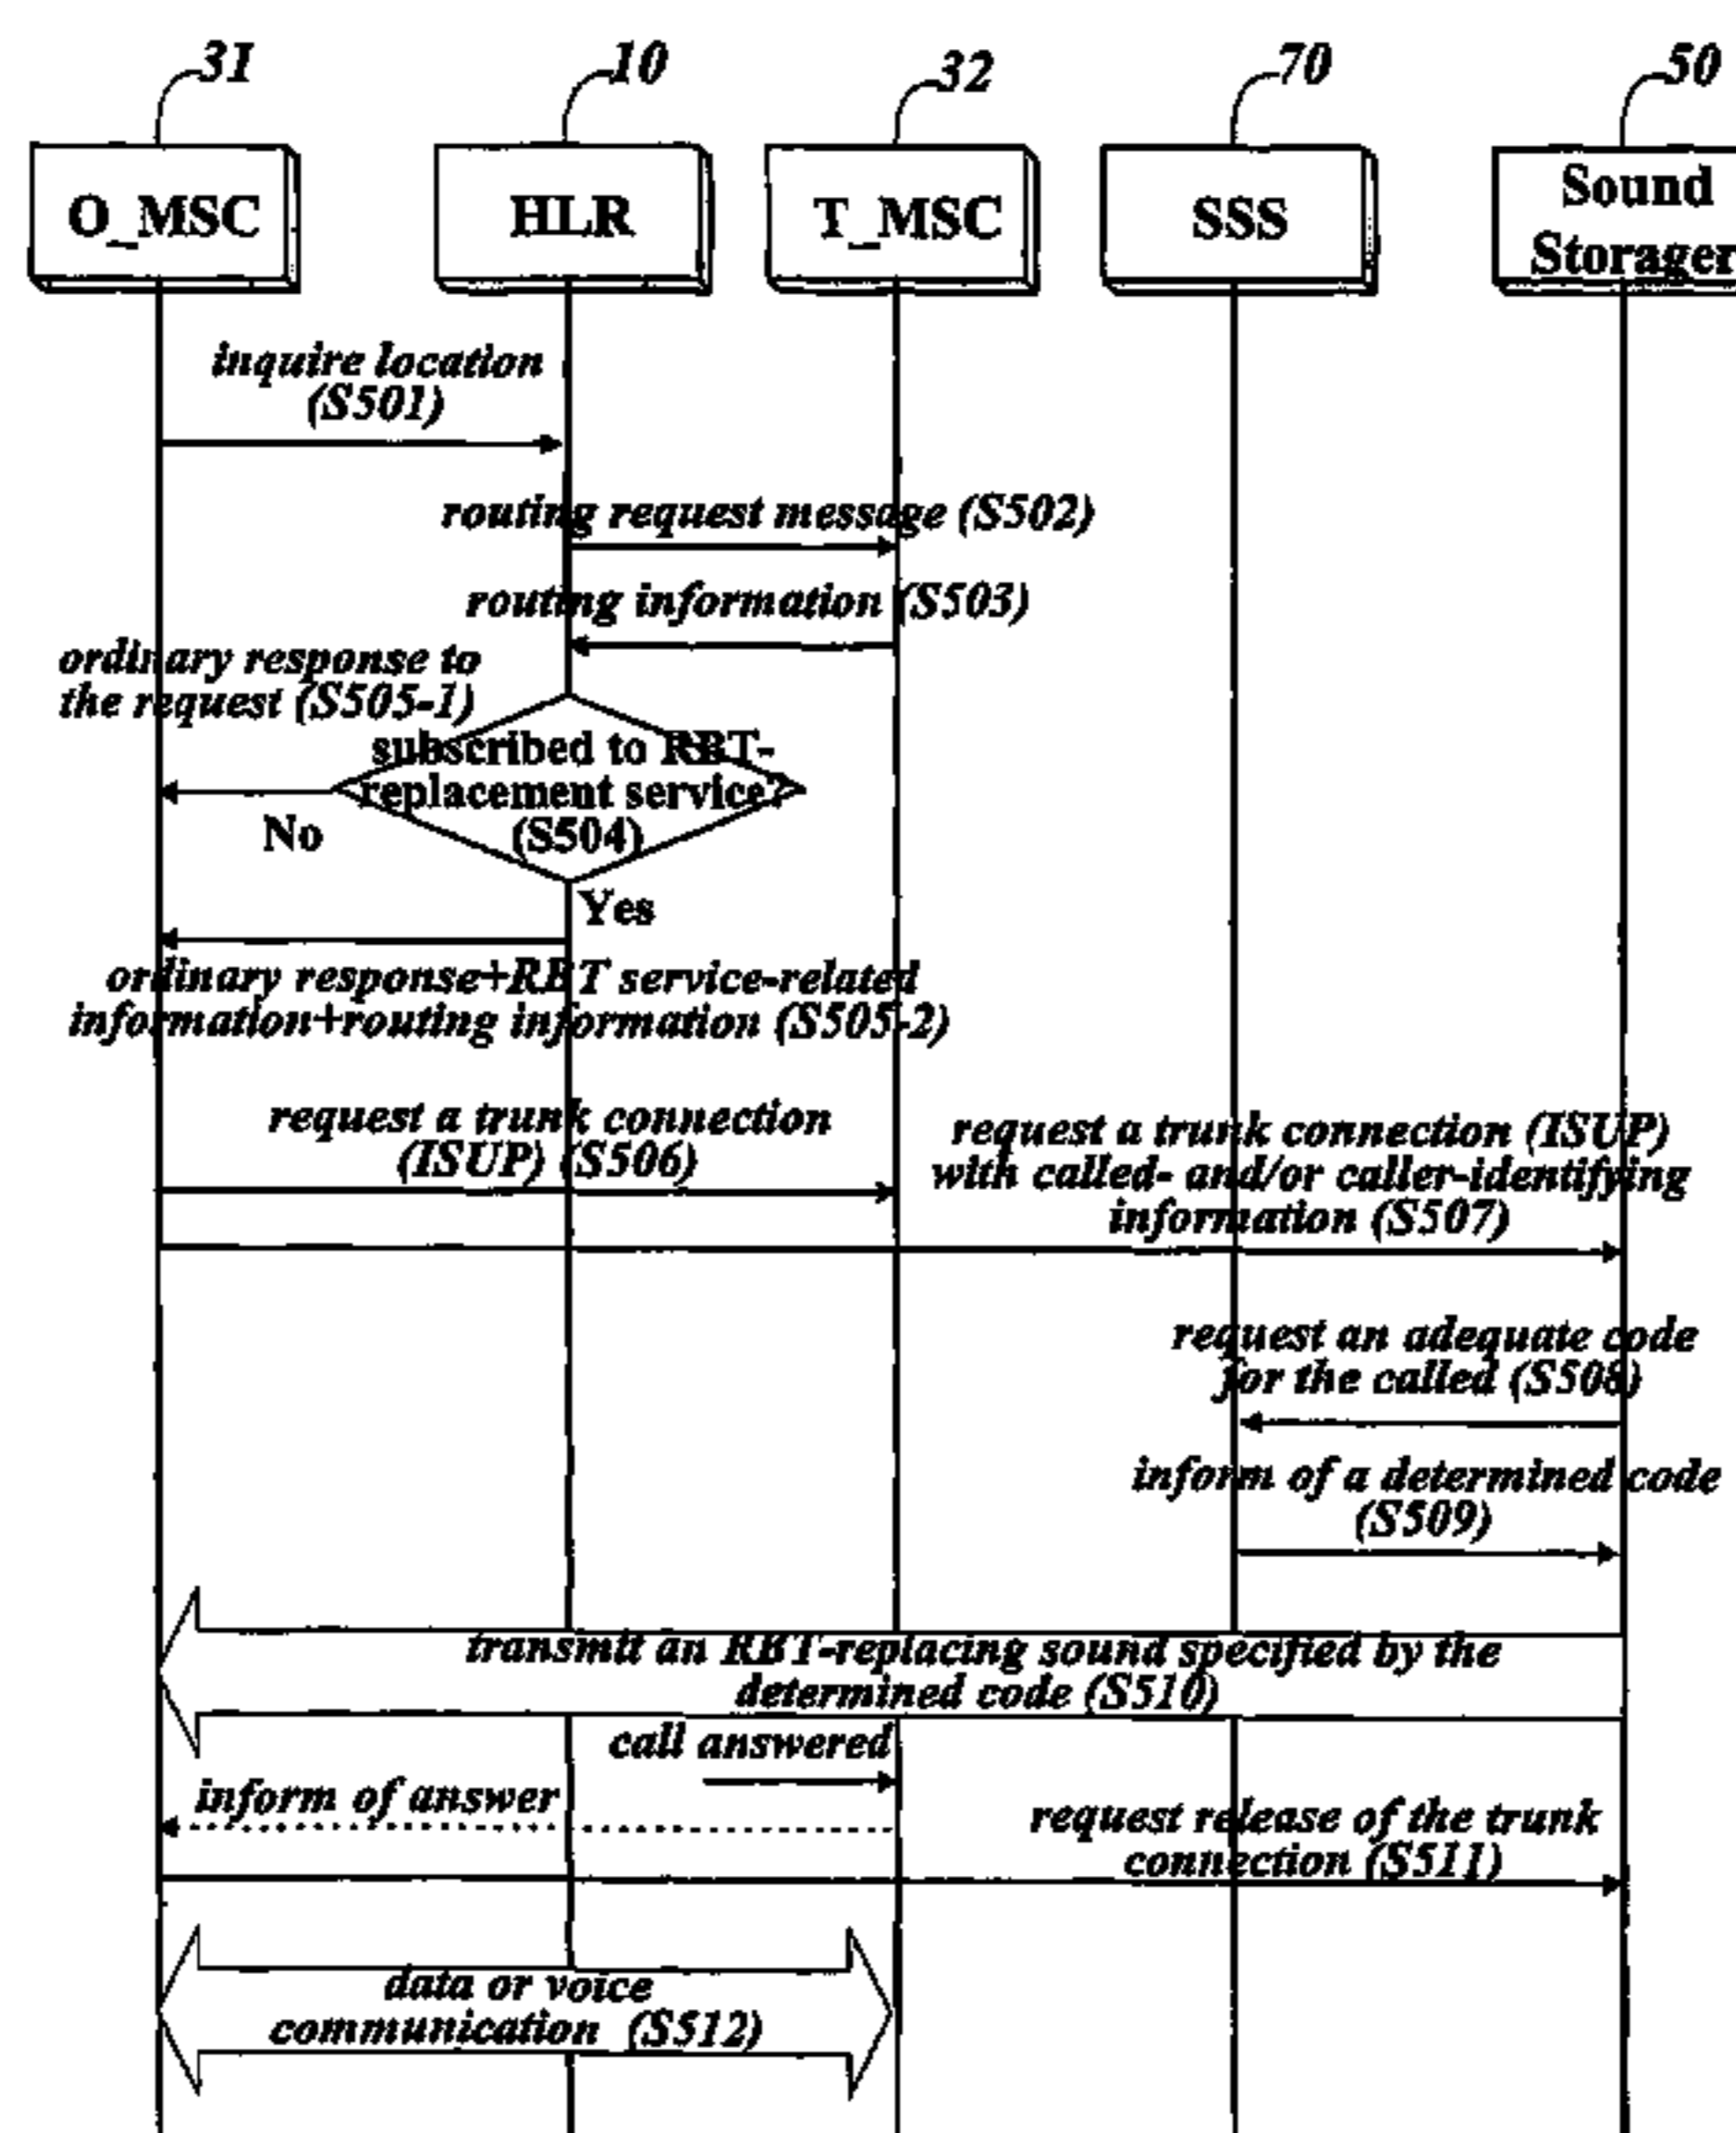 31
10
32
70
50
O_MSC
HLR
T_MSC
SSS
Sound
Storager
inquire location
(S501)
routing request message (S502)
routing information (S503)
ordinary response to
the request (S505-1)
subscribed to RBT-
replacement service?
(S504)
No
Yes
ordinary response+RBT service-related
information+routing information (S505-2)
request a trunk connection
(ISUP) (S506)
request a trunk connection (ISUP)
with called- and/or caller-identifying
information (S507)
request an adequate code
for the called (S508)
inform of a determined code
(S509)
transmit an RBT-replacing sound specified by the
determined code (S510)
call answered
inform of answer
request release of the trunk
connection (S511)
data or voice
communication (S512)